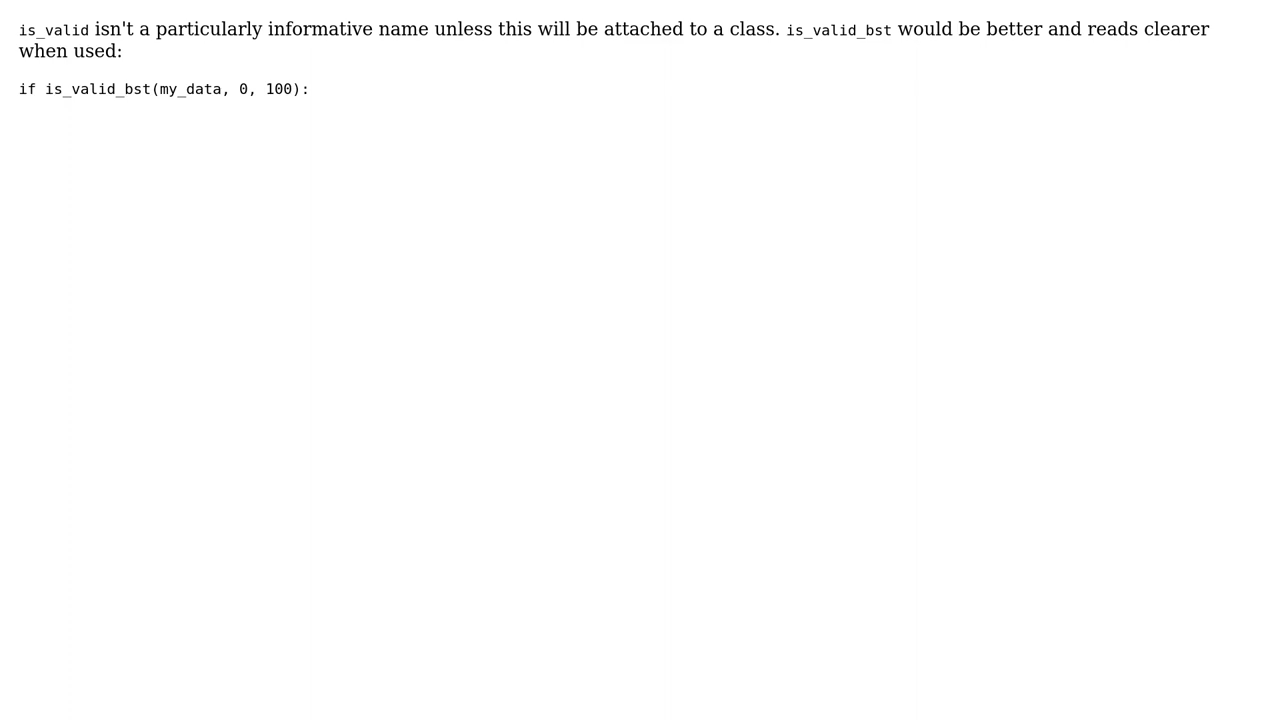 is_valid isn't a particularly informative name unless this will be attached to a class. is_valid_bst would be better and reads clearer
when used:
if is_valid_bst(my_data, 0, 100):